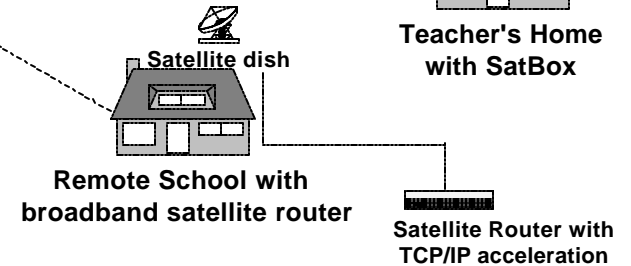 Teacher's Home
with SatBox
Satellite dish
Remote School with
broadband satellite router
Satellite Router with
TCP/IP acceleration